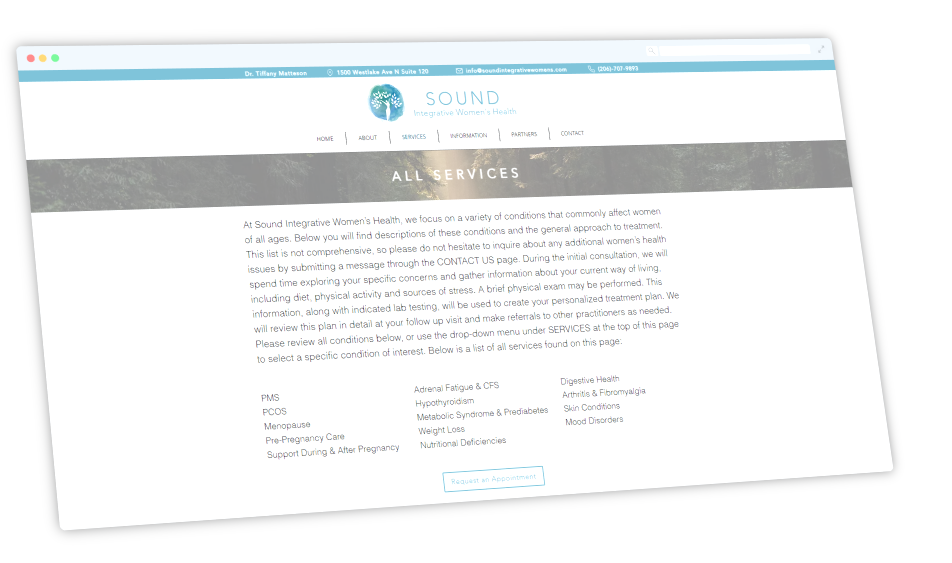 Dr. Tiffany Matteson 1500 Westlake Ave N Suite 120 info@soundintegrativewomens.com (206)-707-9893
SOUND
Integrative Women's Health
HOME ABOUT SERVICES INFORMATION PARTNERS CONTACT
ALL SERVICES
At Sound Integrative Women's Health, we focus on a variety of conditions that commonly affect women
of all ages. Below you will find descriptions of these conditions and the general approach to treatment.
This list is not comprehensive, so please do not hesitate to inquire about any additional women's health
issues by submitting a message through the CONTACT US page. During the initial consultation, we will
spend time exploring your specific concerns and gather information about your current way of living,
including diet, physical activity and sources of stress. A brief physical exam may be performed. This
information, along with indicated lab testing, will be used to create your personalized treatment plan. We
will review this plan in detail at your follow up visit and make referrals to other practitioners as needed.
Please review all conditions below, or use the drop-down menu under SERVICES at the top of this page
to select a specific condition of interest. Below is a list of all services found on this page:
PMS
PCOS
Menopause
Pre-Pregnancy Care
Support During & After Pregnancy
Adrenal Fatigue & CFS
Hypothyroidism
Metabolic Syndrome & Prediabetes
Weight Loss
Nutritional Deficiencies
Digestive Health
Arthritis & Fibromyalgia
Skin Conditions
Mood Disorders
Request an Appointment